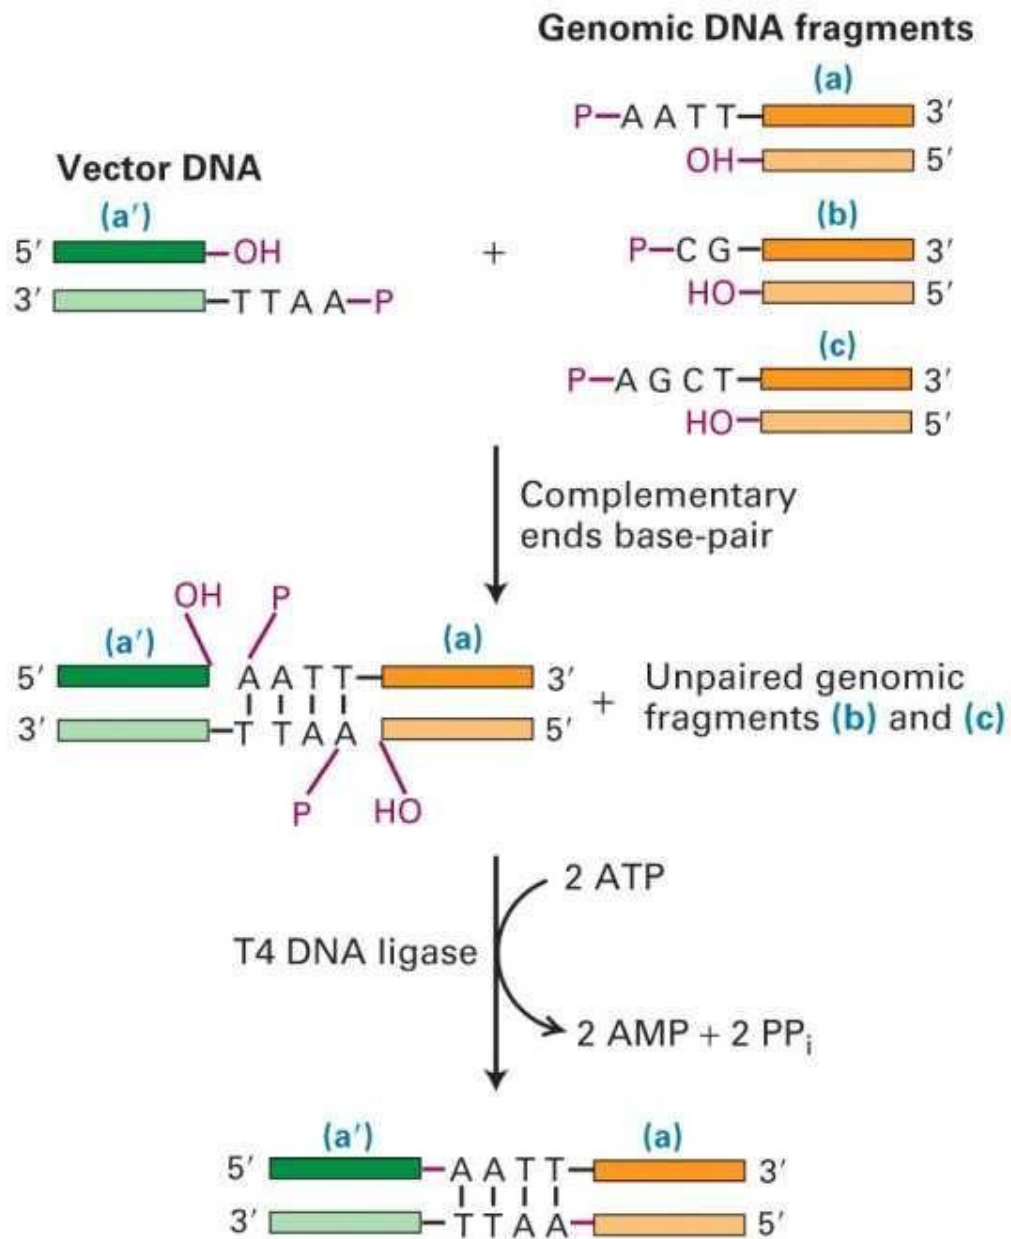 Genomic DNA fragments
(a)
P–A A T T– 3′
OH– 5′
Vector DNA
(a′)
5′ –OH
3′ –T T A A–P
+
(b)
P–C G– 3′
HO– 5′
(c)
P–A G C T– 3′
HO– 5′
Complementary
ends base-pair
OH P
(a′) (a)
5′ A A T T– 3′
3′ –T T A A 5′
P HO
+
Unpaired genomic
fragments (b) and (c)
2 ATP
T4 DNA ligase
2 AMP + 2 PPi
(a′) (a)
5′ –A A T T– 3′
3′ –T T A A– 5′